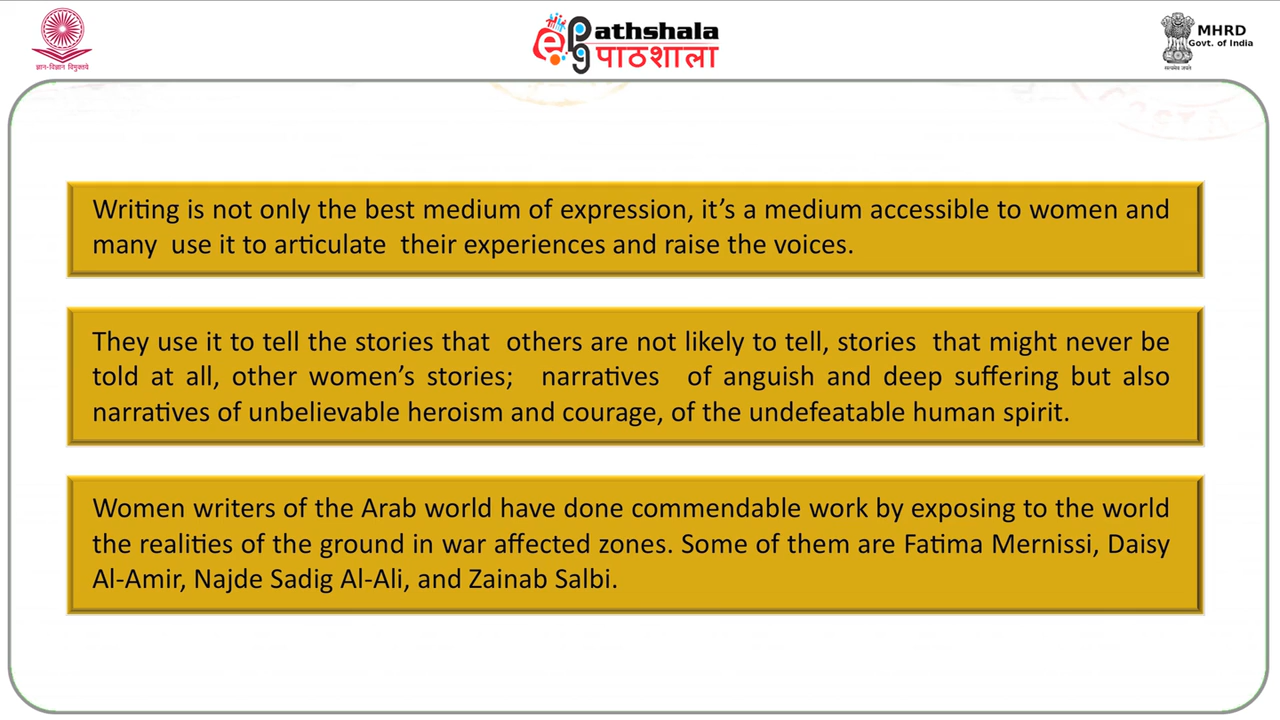 ज्ञान-विज्ञान विमुक्तये
ePathshala
पाठशाला
MHRD
Govt. of India
सत्यमेव जयते
Writing is not only the best medium of expression, it’s a medium accessible to women and
many use it to articulate their experiences and raise the voices.
They use it to tell the stories that others are not likely to tell, stories that might never be
told at all, other women’s stories; narratives of anguish and deep suffering but also
narratives of unbelievable heroism and courage, of the undefeatable human spirit.
Women writers of the Arab world have done commendable work by exposing to the world
the realities of the ground in war affected zones. Some of them are Fatima Mernissi, Daisy
Al-Amir, Najde Sadig Al-Ali, and Zainab Salbi.